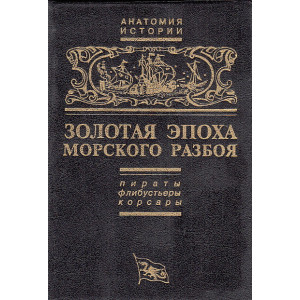 АНАТОМИЯ
ИСТОРИИ
ЗОЛОТАЯ ЭПОХА
МОРСКОГО РАЗБОЯ
пираты
флибустьеры
корсары